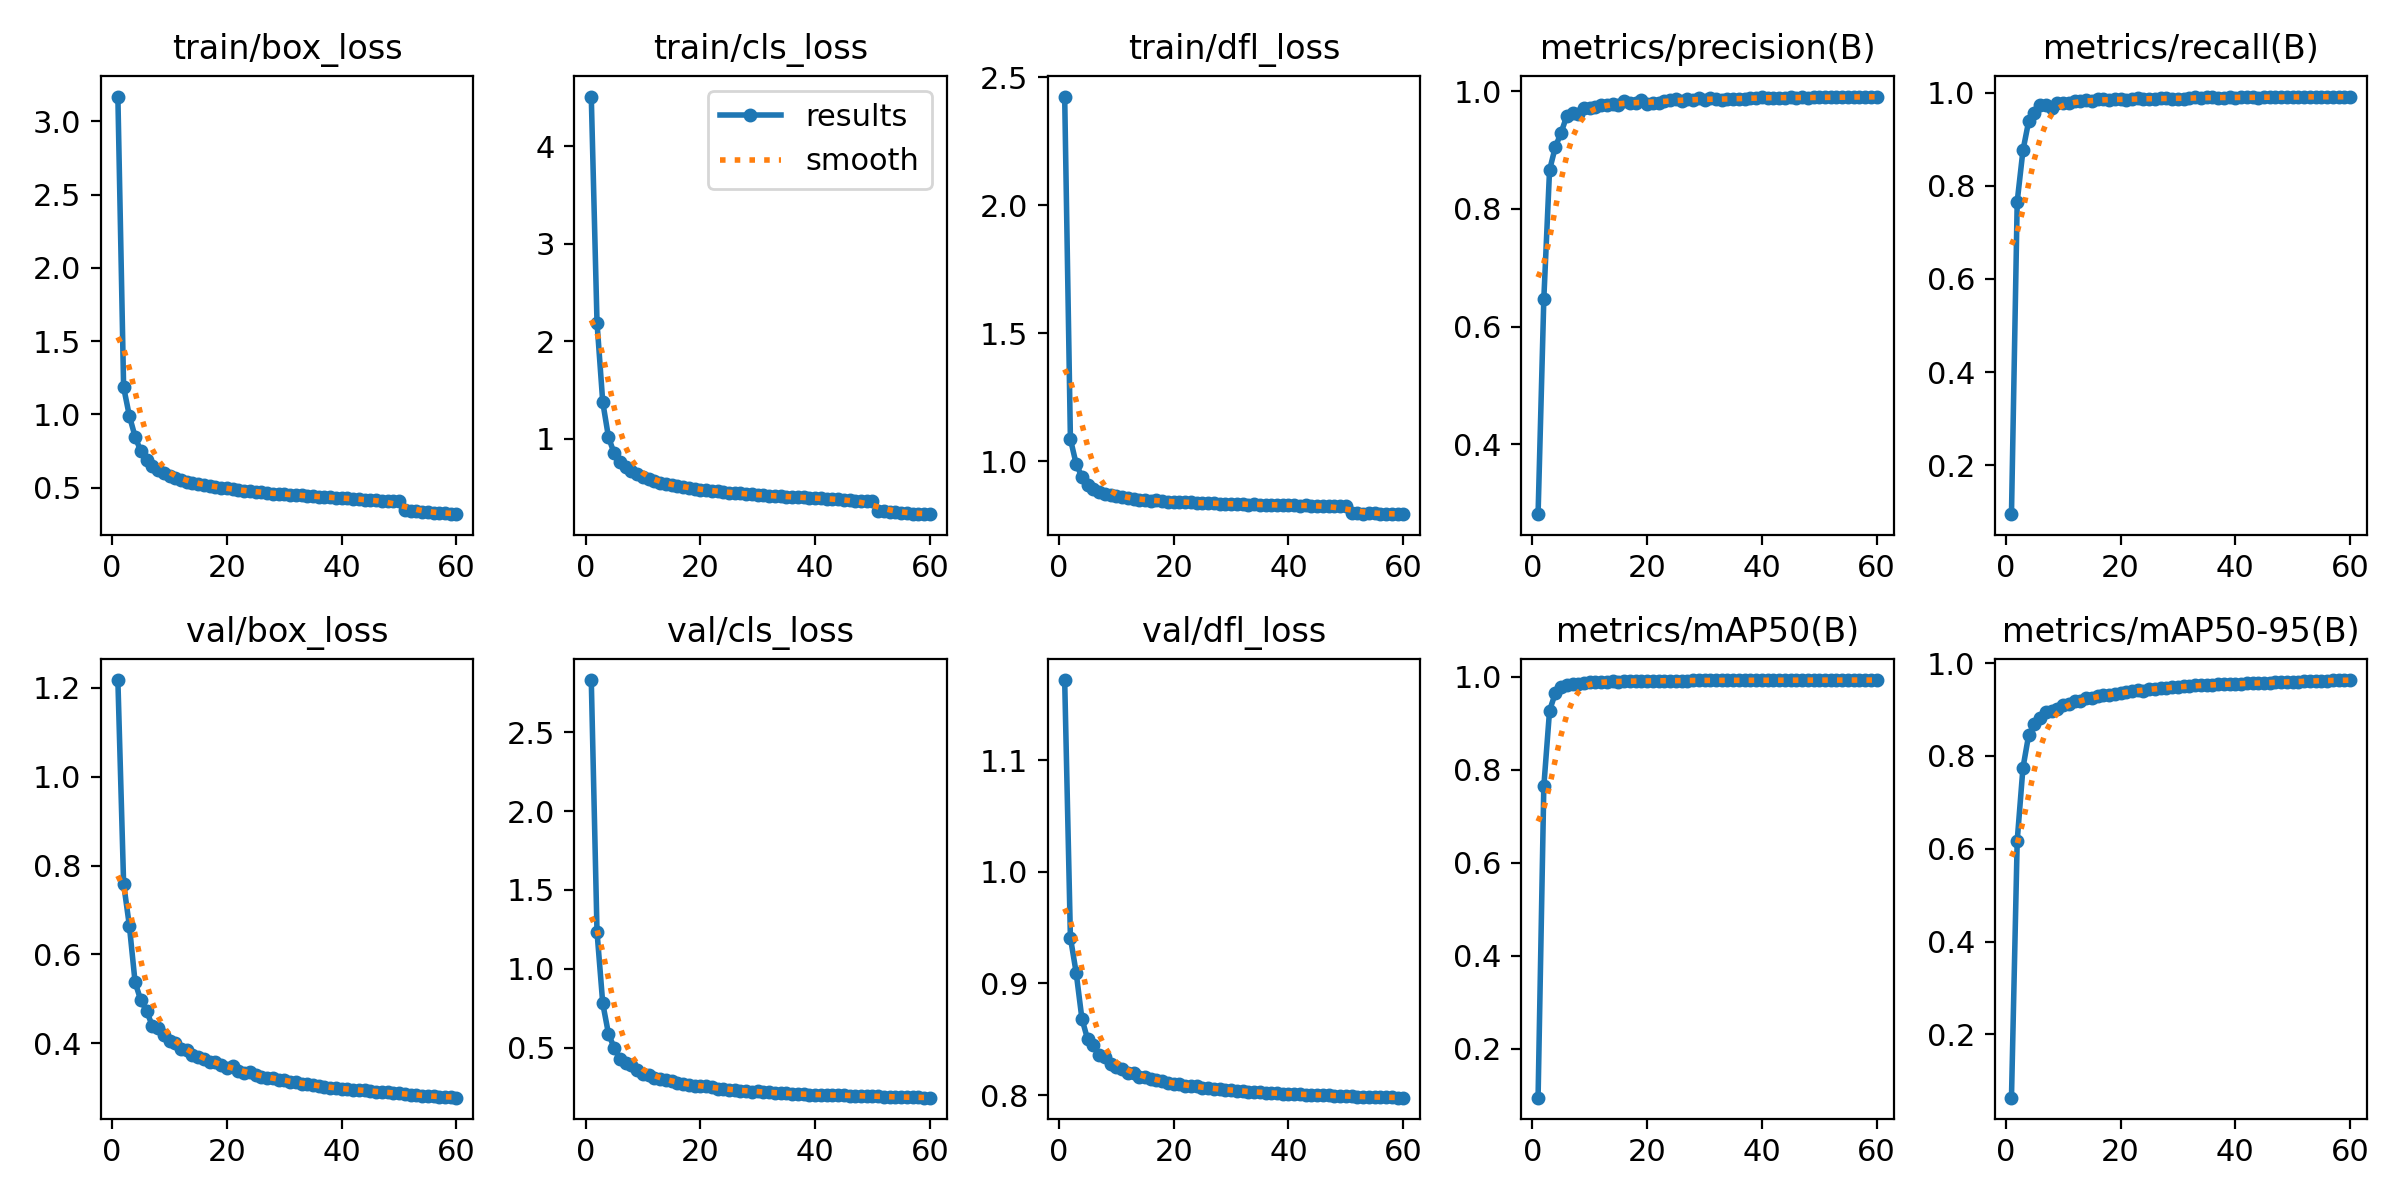 train/box_loss
3.0
2.5
2.0
1.5
1.0
0.5
0 20 40 60
train/cls_loss
results
smooth
4
3
2
1
0 20 40 60
train/dfl_loss
2.5
2.0
1.5
1.0
0 20 40 60
metrics/precision(B)
1.0
0.8
0.6
0.4
0 20 40 60
metrics/recall(B)
1.0
0.8
0.6
0.4
0.2
0 20 40 60
val/box_loss
1.2
1.0
0.8
0.6
0.4
0 20 40 60
val/cls_loss
2.5
2.0
1.5
1.0
0.5
0 20 40 60
val/dfl_loss
1.1
1.0
0.9
0.8
0 20 40 60
metrics/mAP50(B)
1.0
0.8
0.6
0.4
0.2
0 20 40 60
metrics/mAP50-95(B)
1.0
0.8
0.6
0.4
0.2
0 20 40 60